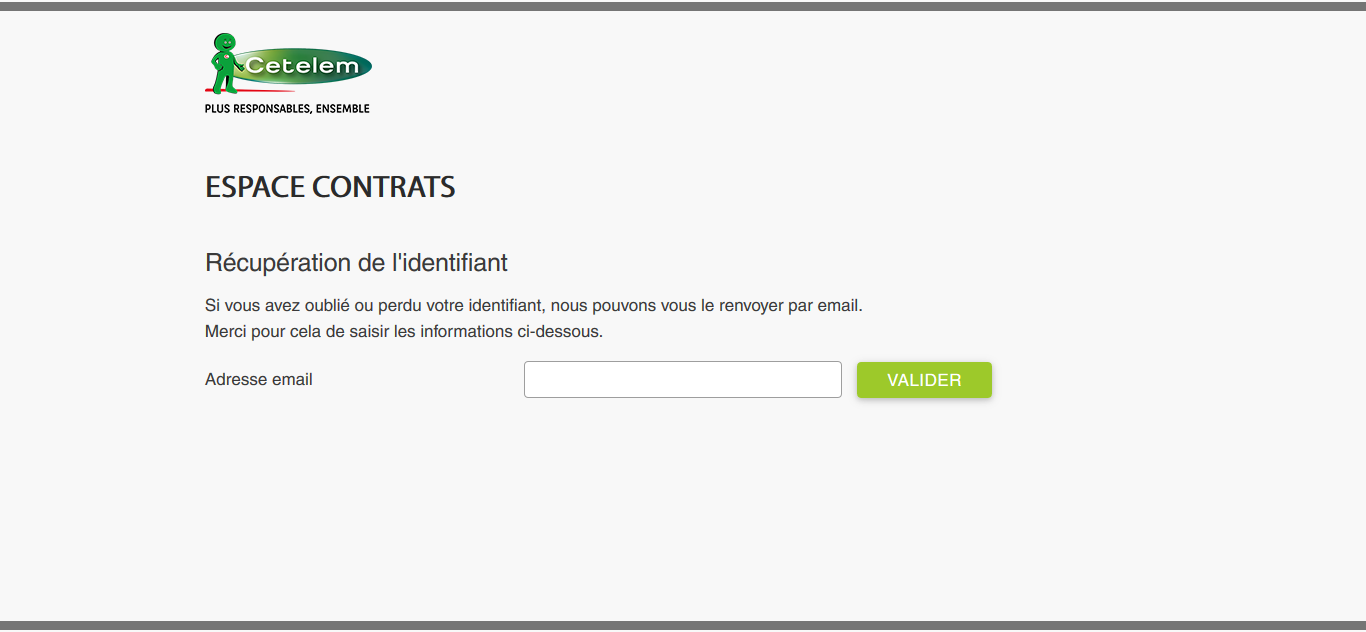 Cetelem
PLUS RESPONSABLES, ENSEMBLE
ESPACE CONTRATS
Récupération de l'identifiant
Si vous avez oublié ou perdu votre identifiant, nous pouvons vous le renvoyer par email.
Merci pour cela de saisir les informations ci-dessous.
Adresse email
VALIDER